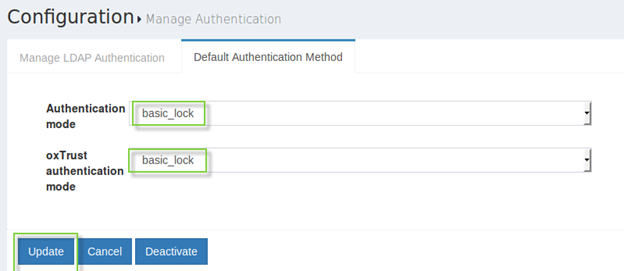 Configuration ▸ Manage Authentication
Manage LDAP Authentication Default Authentication Method
Authentication mode
basic_lock
oxTrust authentication mode
basic_lock
Update Cancel Deactivate